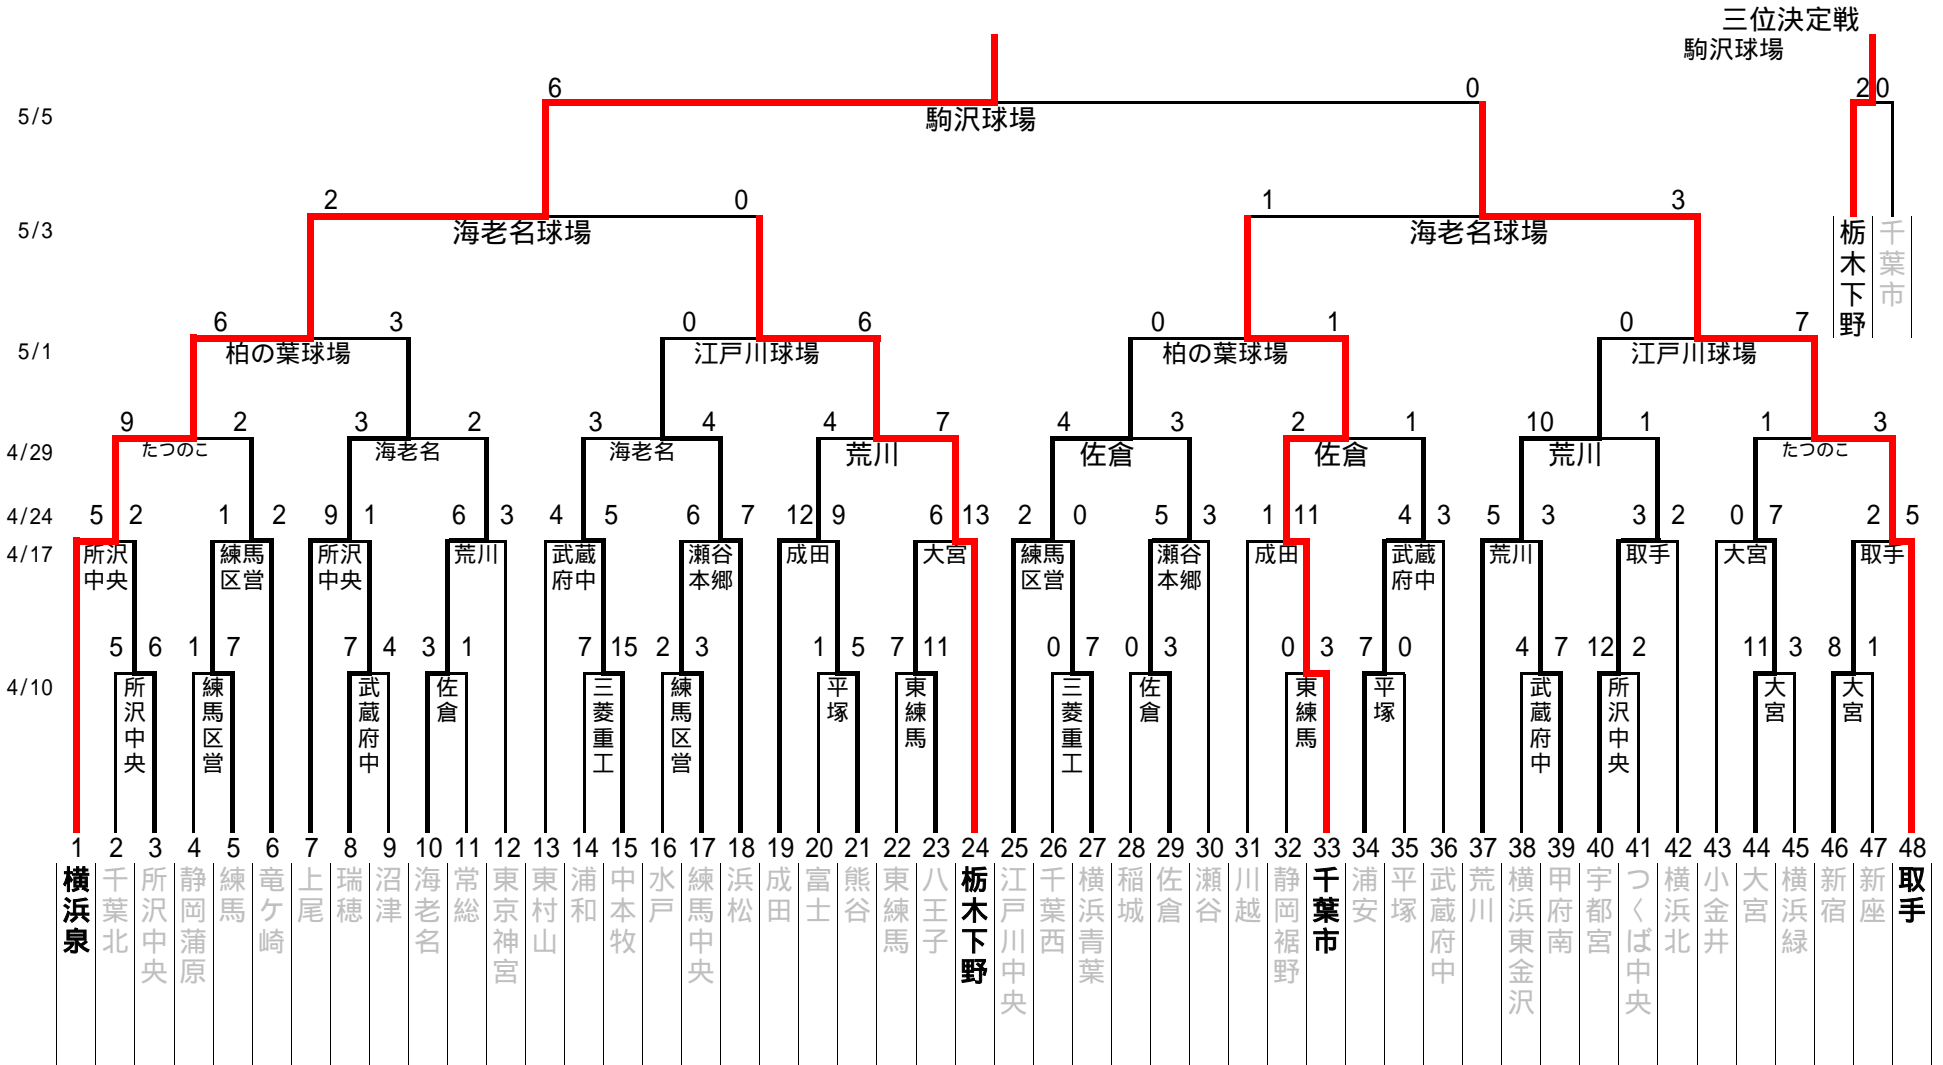 三位決定戦
駒沢球場
6 0 2 0
5/5
駒沢球場
2 0 1 3
5/3
海老名球場 海老名球場
栃木下野 千葉市
6 3 0 6 0 1 0 7
5/1
柏の葉球場 江戸川球場 柏の葉球場 江戸川球場
9 2 3 2 3 4 4 7 4 3 2 1 10 1 1 3
4/29
たつのこ 海老名 海老名 荒川 佐倉 佐倉 荒川 たつのこ
4/24
5 2 1 2 9 1 6 3 4 5 6 7 12 9 6 13 2 0 5 3 1 11 4 3 5 3 3 2 0 7 2 5
4/17
所沢中央 練馬区営 所沢中央 荒川 武蔵府中 瀬谷本郷 成田 大宮 練馬区営 瀬谷本郷 成田 武蔵府中 荒川 取手 大宮 取手
5 6 1 7 7 4 3 1 7 15 2 3 1 5 7 11 0 7 0 3 0 3 7 0 4 7 12 2 11 3 8 1
4/10
所沢中央 練馬区営 武蔵府中 佐倉 三菱重工 練馬区営 平塚 東練馬 三菱重工 佐倉 東練馬 平塚 武蔵府中 所沢中央 大宮 大宮
1 2 3 4 5 6 7 8 9 10 11 12 13 14 15 16 17 18 19 20 21 22 23 24 25 26 27 28 29 30 31 32 33 34 35 36 37 38 39 40 41 42 43 44 45 46 47 48
横浜泉
千葉北
所沢中央
静岡蒲原
練馬
竜ケ崎
上尾
瑞穂
沼津
海老名
常総
東京神宮
東村山
浦和
中本牧
水戸
練馬中央
浜松
成田
富士
熊谷
東練馬
八王子
栃木下野
江戸川中央
千葉西
横浜青葉
稲城
佐倉
瀬谷
川越
静岡裾野
千葉市
浦安
平塚
武蔵府中
荒川
横浜東金沢
甲府南
宇都宮
つくば中央
横浜北
小金井
大宮
横浜緑
新宿
新座
取手